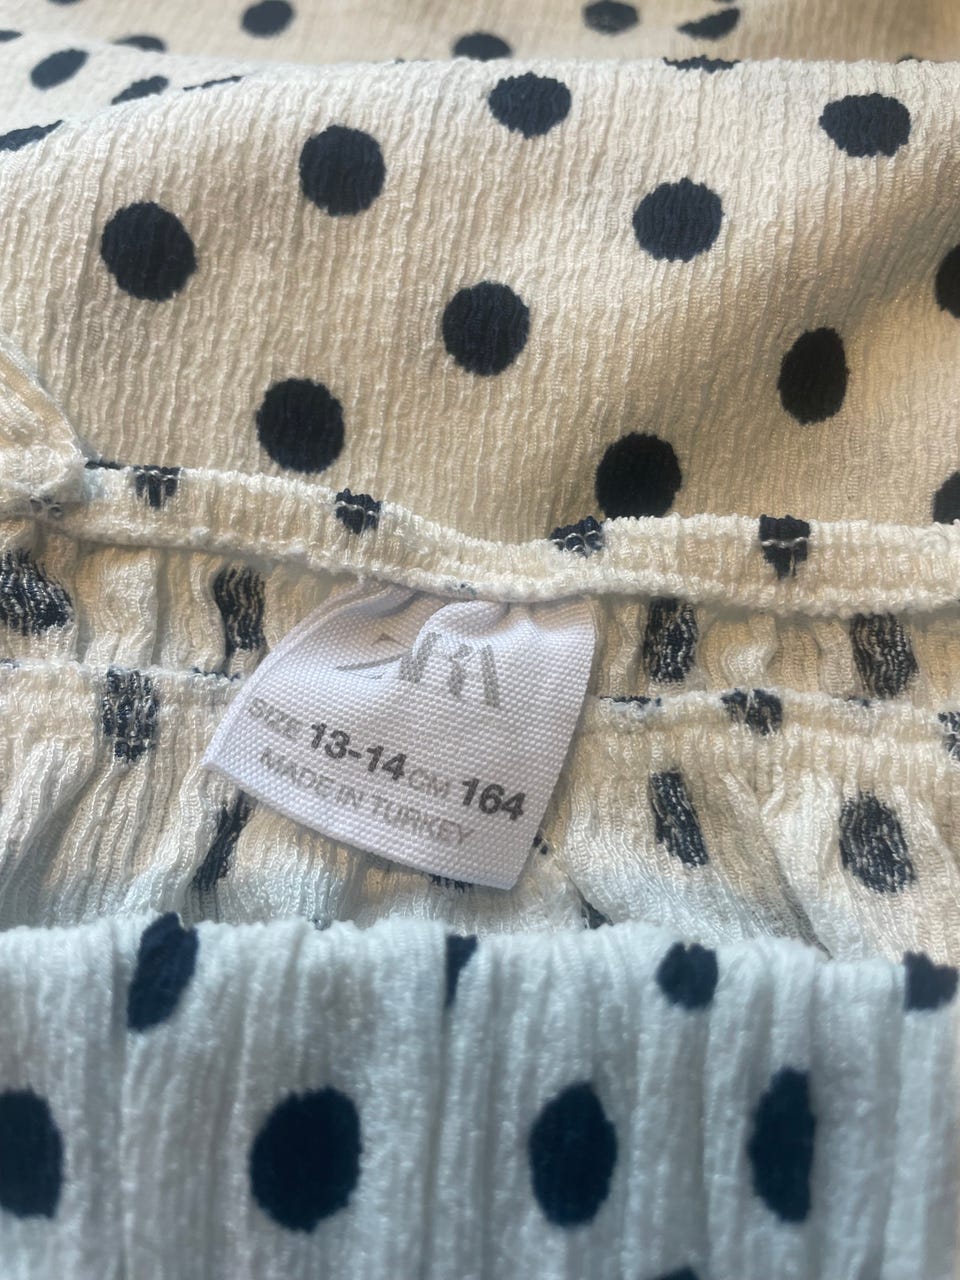 ZARA
SIZE 13-14 CM 164
MADE IN TURKEY